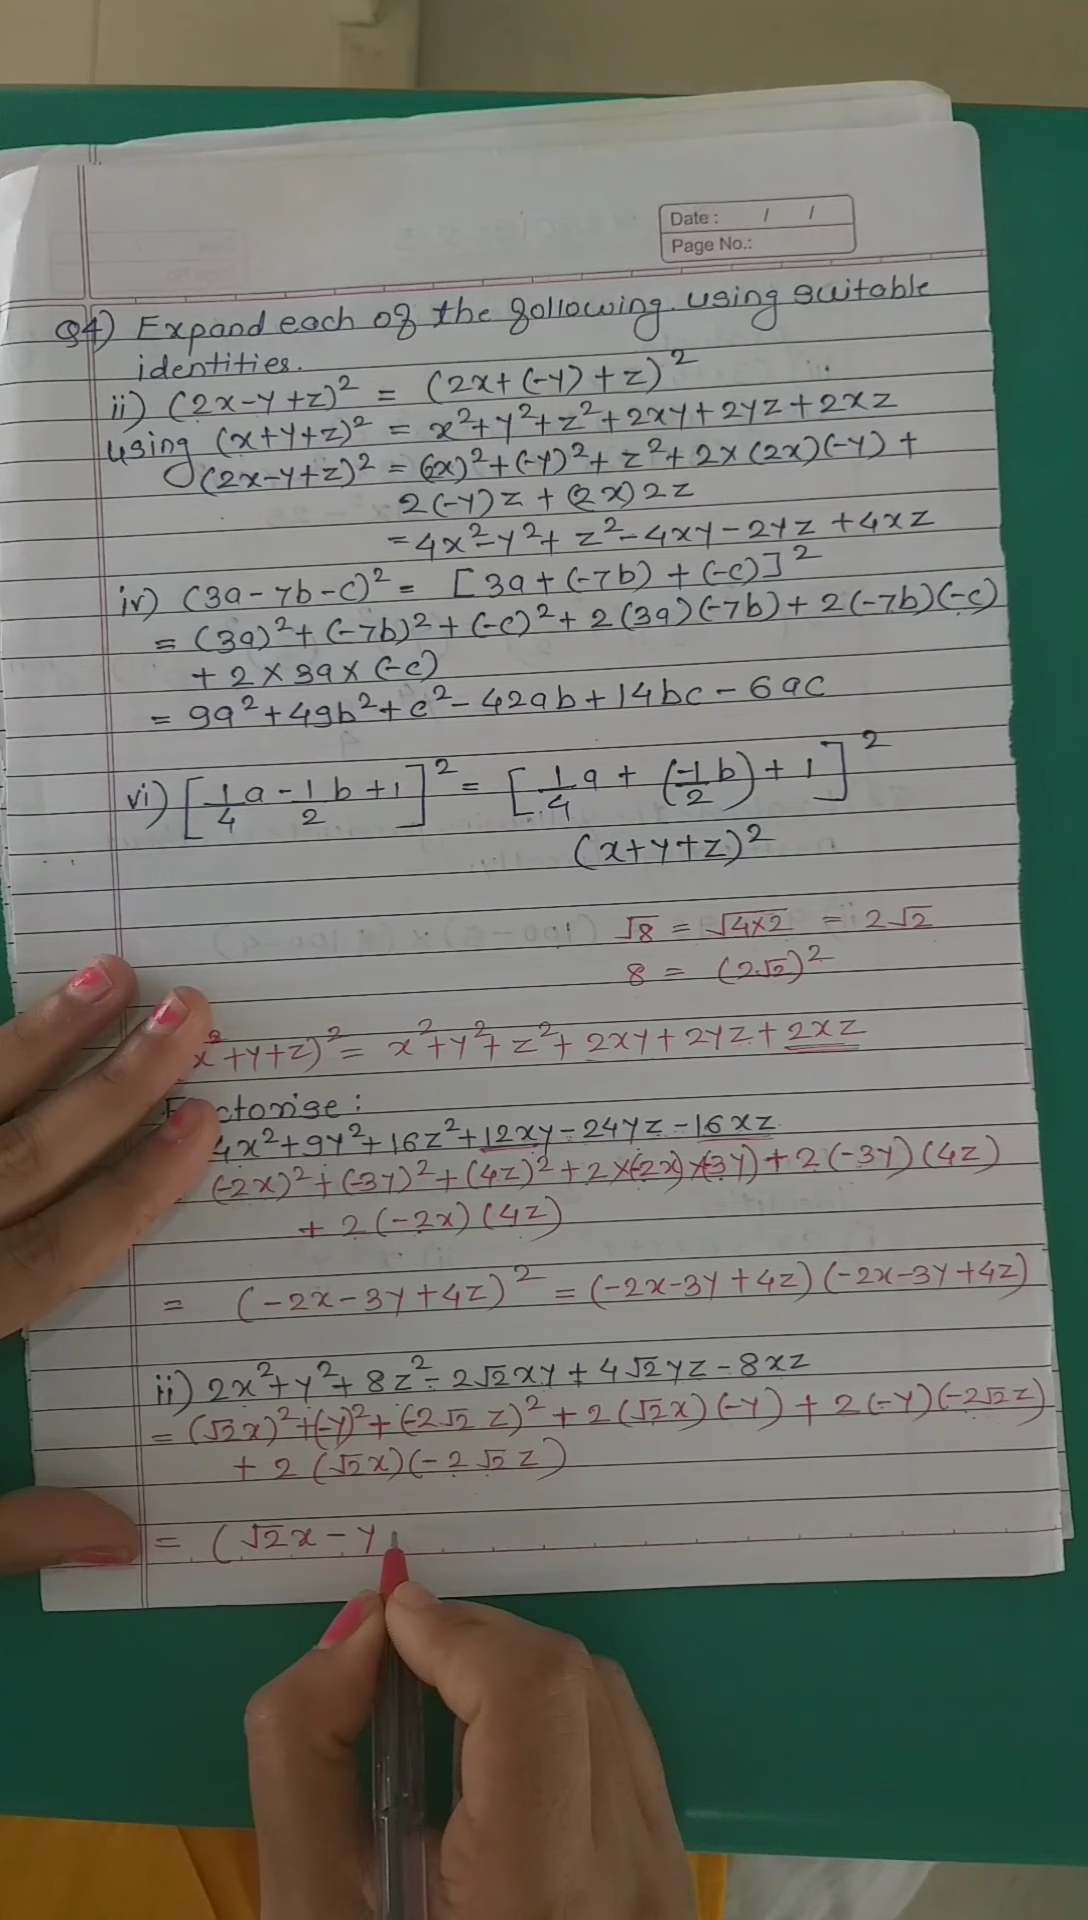 Date : / /
Page No.:
Q4) Expand each of the following using suitable
identities.
ii) (2x-y+z)² = (2x+(-y)+z)²
using (x+y+z)² = x²+y²+z²+2xy+2yz+2xz
(2x-y+z)² = (2x)²+(-y)²+z²+2×(2x)(-y)+
2(-y)z + (2x)2z
=4x²-y²+z²-4xy-2yz+4xz
iv) (3a-7b-c)² = [3a+(-7b)+(-c)]²
= (3a)²+(-7b)²+(-c)²+2(3a)(-7b)+2(-7b)(-c)
+2×3a×(-c)
= 9a²+49b²+c²-42ab+14bc-6ac
vi) [1/4 a - 1/2 b + 1]² = [1/4 a + (-1/2 b) + 1]²
(x+y+z)²
√8 = √4×2 = 2√2
8 = (2√2)²
x²+y+z)² = x²+y²+z²+2xy+2yz+2xz
ctorise:
4x²+9y²+16z²+12xy-24yz-16xz
(-2x)²+(-3y)²+(4z)²+2×(-2x)×(-3y)+2(-3y)(4z)
+2(-2x)(4z)
= (-2x-3y+4z)² = (-2x-3y+4z)(-2x-3y+4z)
ii) 2x²+y²+8z²-2√2xy+4√2yz-8xz
= (√2x)²+(-y)²+(-2√2z)²+2(√2x)(-y)+2(-y)(-2√2z)
+2(√2x)(-2√2z)
= (√2x-y